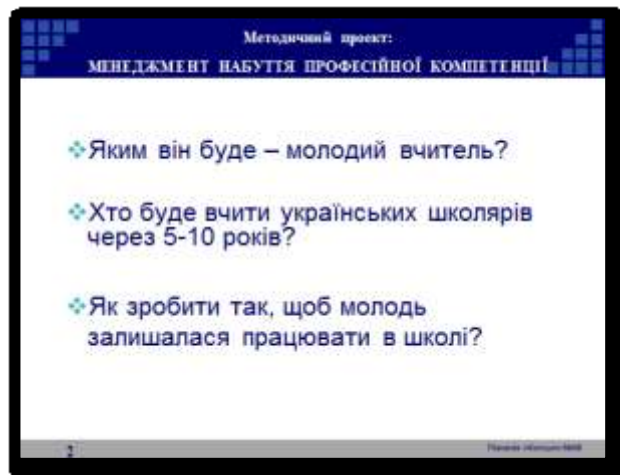 Методичний проект:
МЕНЕДЖМЕНТ НАБУТТЯ ПРОФЕСІЙНОЇ КОМПЕТЕНЦІЇ
Яким він буде – молодий вчитель?
Хто буде вчити українських школярів
через 5-10 років?
Як зробити так, щоб молодь
залишалася працювати в школі?
2